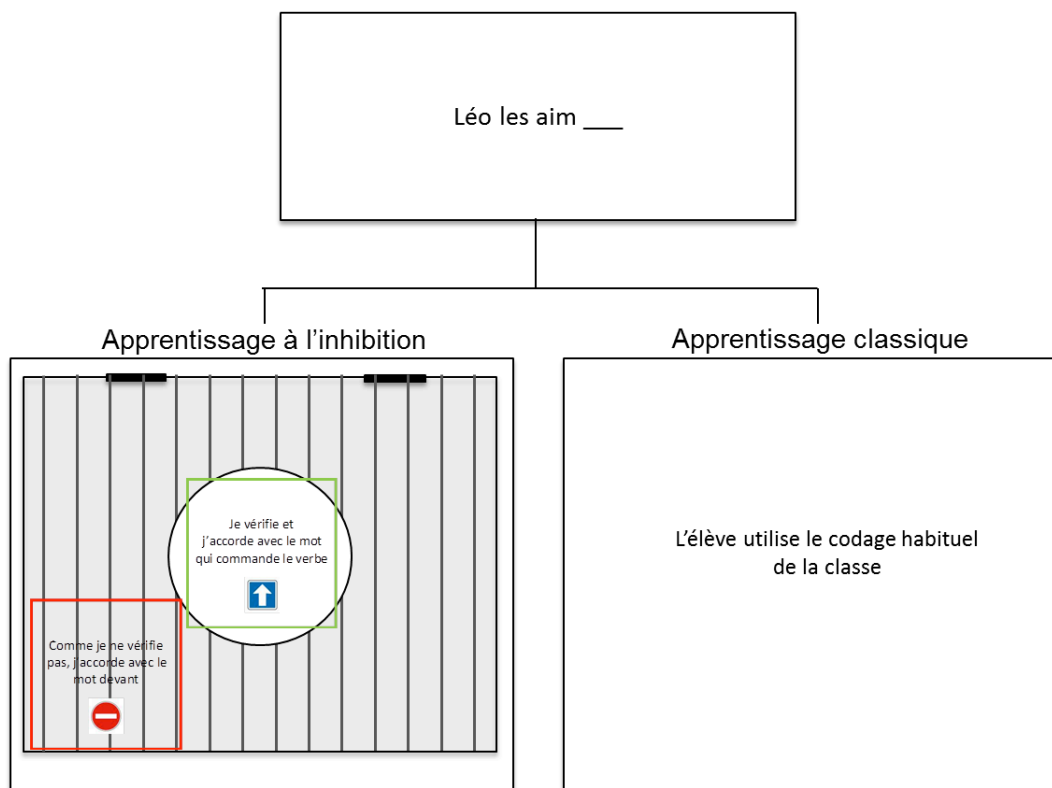 Léo les aim ___
Apprentissage à l'inhibition
Apprentissage classique
Je vérifie et
j'accorde avec le mot
qui commande le verbe
Comme je ne vérifie
pas, j'accorde avec le
mot devant
L'élève utilise le codage habituel
de la classe